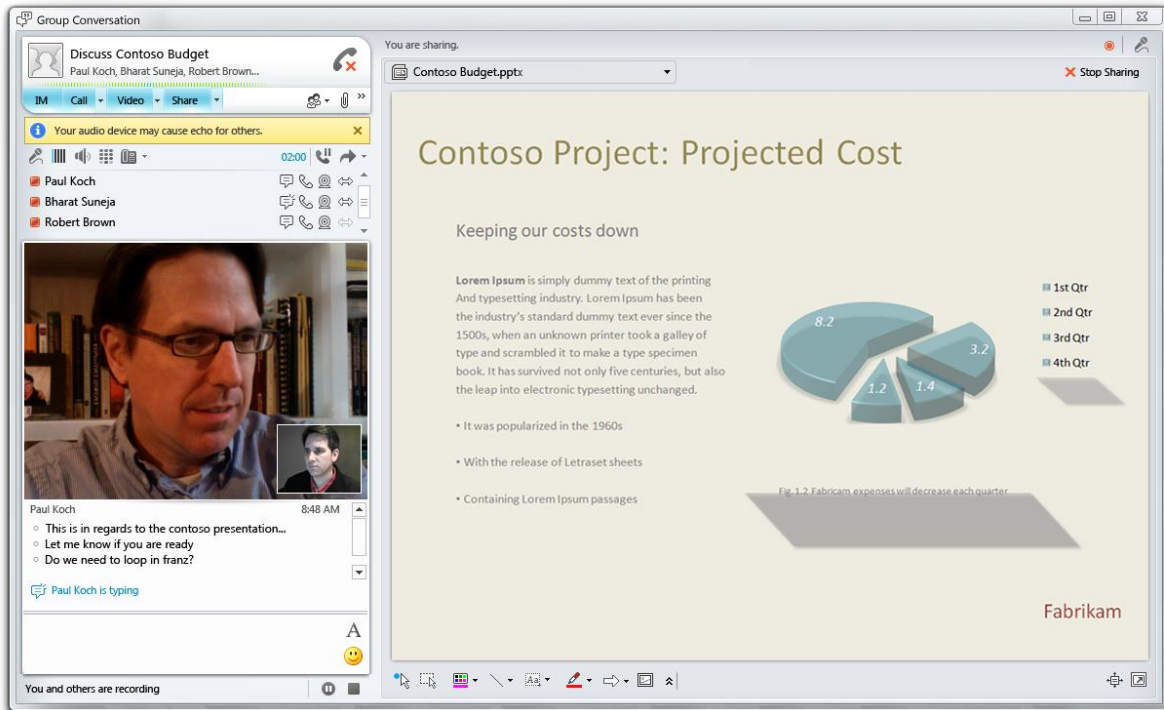 Group Conversation
Discuss Contoso Budget
Paul Koch, Bharat Suneja, Robert Brown...
IM Call Video Share
Your audio device may cause echo for others.
02:00
Paul Koch
Bharat Suneja
Robert Brown
Paul Koch 8:48 AM
This is in regards to the contoso presentation...
Let me know if you are ready
Do we need to loop in franz?
Paul Koch is typing
A
You and others are recording
You are sharing.
Contoso Budget.pptx
Stop Sharing
Contoso Project: Projected Cost
Keeping our costs down
Lorem Ipsum is simply dummy text of the printing
And typesetting industry. Lorem Ipsum has been
the industry's standard dummy text ever since the
1500s, when an unknown printer took a galley of
type and scrambled it to make a type specimen
book. It has survived not only five centuries, but also
the leap into electronic typesetting unchanged.
• It was popularized in the 1960s
• With the release of Letraset sheets
• Containing Lorem Ipsum passages
8.2
3.2
1.2
1.4
1st Qtr
2nd Qtr
3rd Qtr
4th Qtr
Fig.1.2 Fabricam expenses will decrease each quarter
Fabrikam
Aa